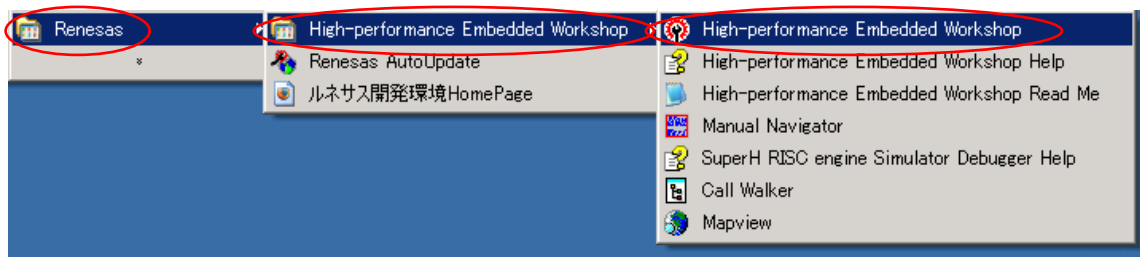 Renesas
High-performance Embedded Workshop
Renesas AutoUpdate
ルネサス開発環境HomePage
High-performance Embedded Workshop
High-performance Embedded Workshop Help
High-performance Embedded Workshop Read Me
Manual Navigator
SuperH RISC engine Simulator Debugger Help
Call Walker
Mapview